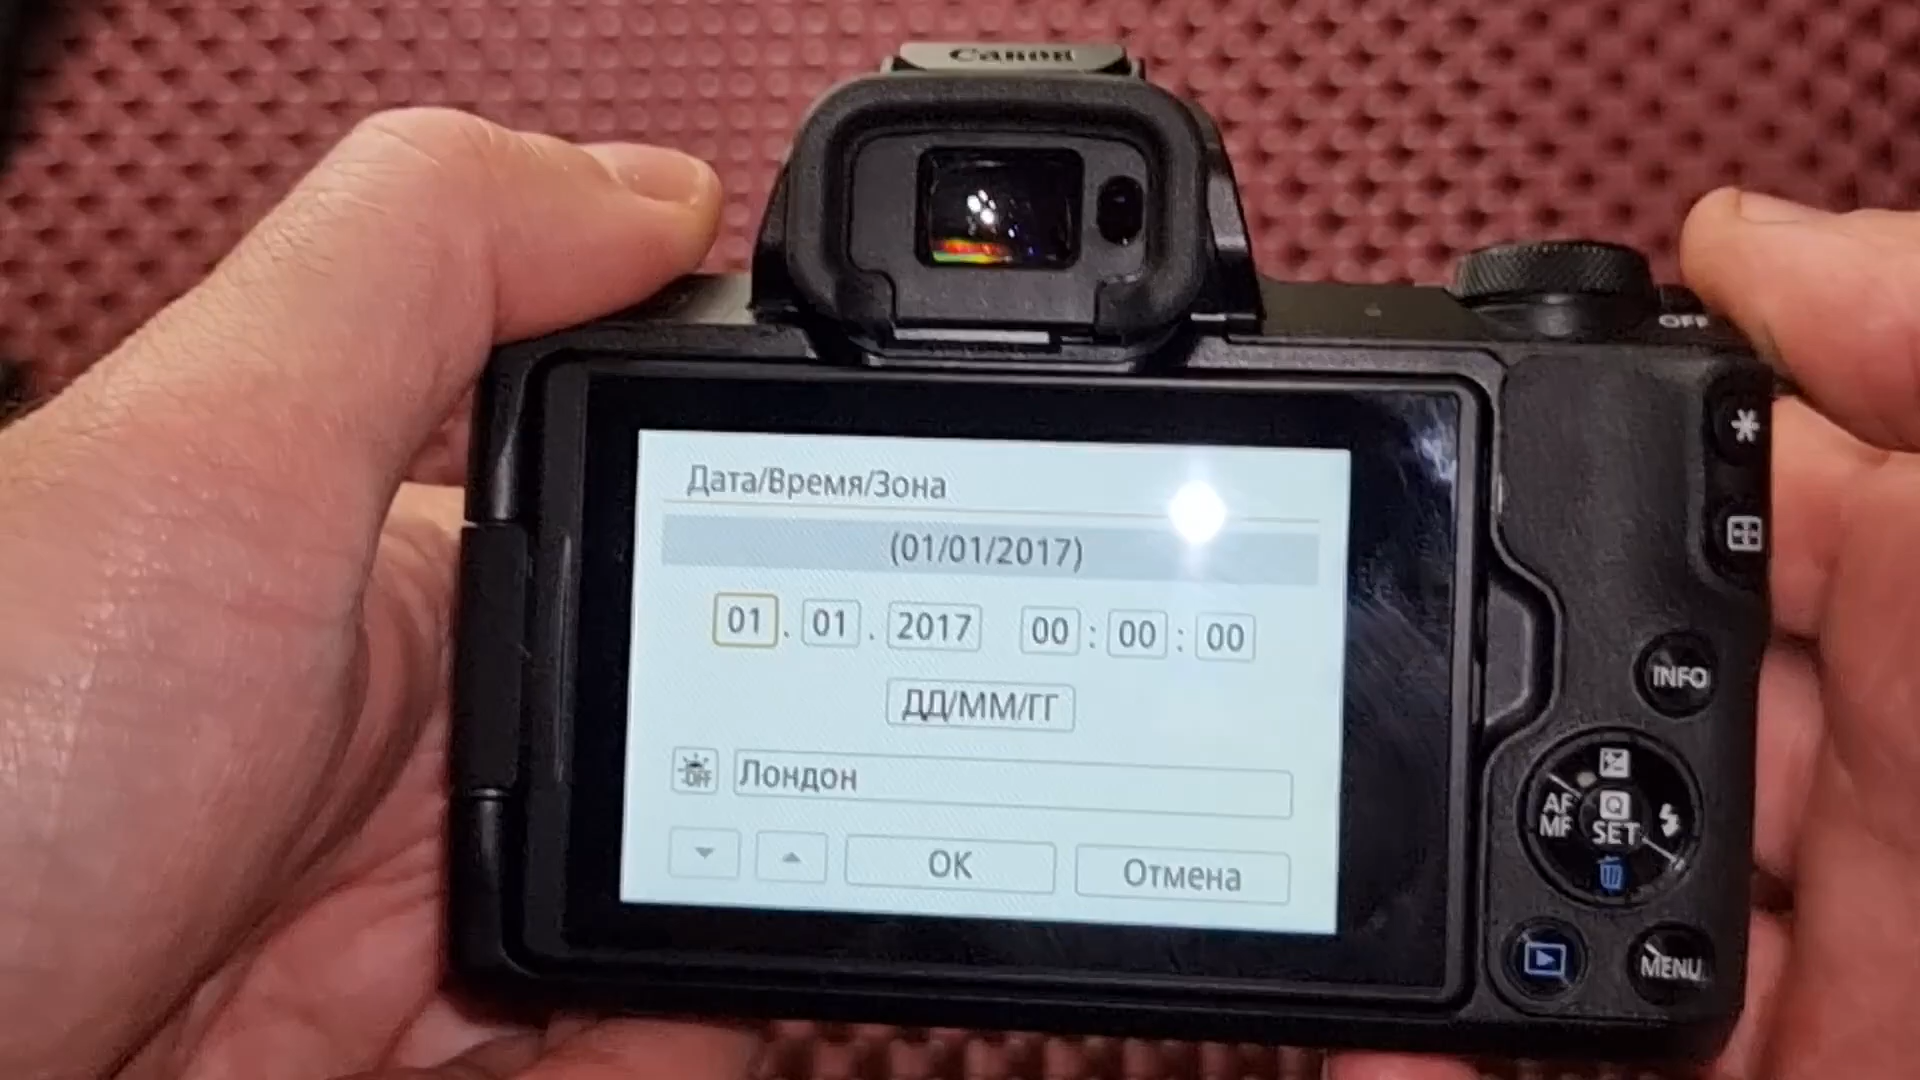 Canon
OFF
Дата/Время/Зона
(01/01/2017)
01 . 01 . 2017 00 : 00 : 00
ДД/ММ/ГГ
OFF Лондон
OK Отмена
INFO
AF
MF
Q
SET
MENU